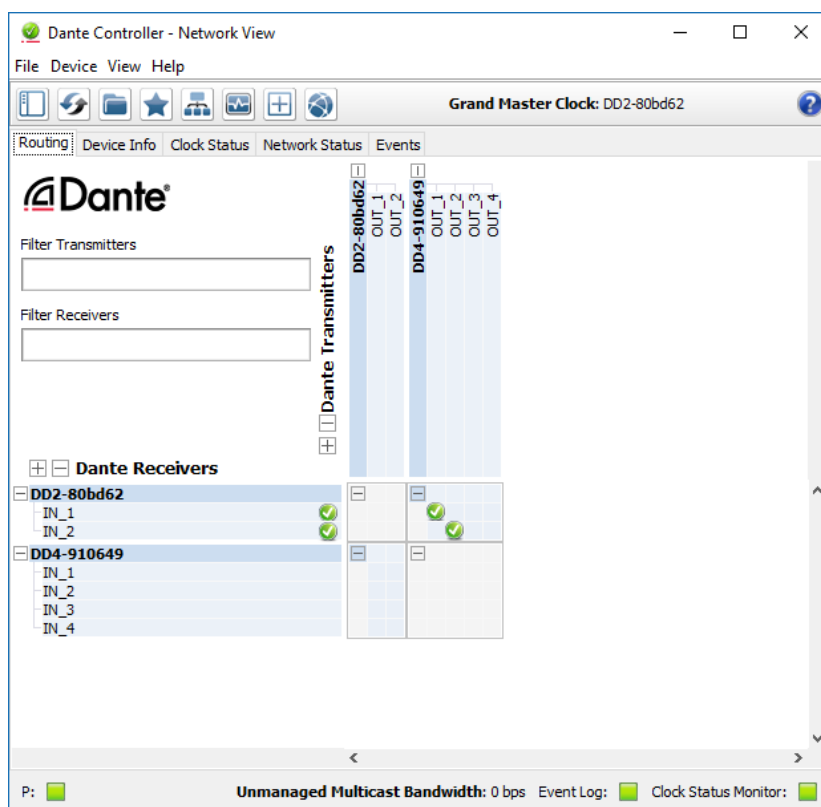 Dante Controller - Network View
File Device View Help
Grand Master Clock: DD2-80bd62
Routing Device Info Clock Status Network Status Events
Dante®
Filter Transmitters
Filter Receivers
Dante Transmitters
DD2-80bd62
OUT_1
OUT_2
DD4-910649
OUT_1
OUT_2
OUT_3
OUT_4
Dante Receivers
DD2-80bd62
IN_1
IN_2
DD4-910649
IN_1
IN_2
IN_3
IN_4
P: Unmanaged Multicast Bandwidth: 0 bps Event Log: Clock Status Monitor: